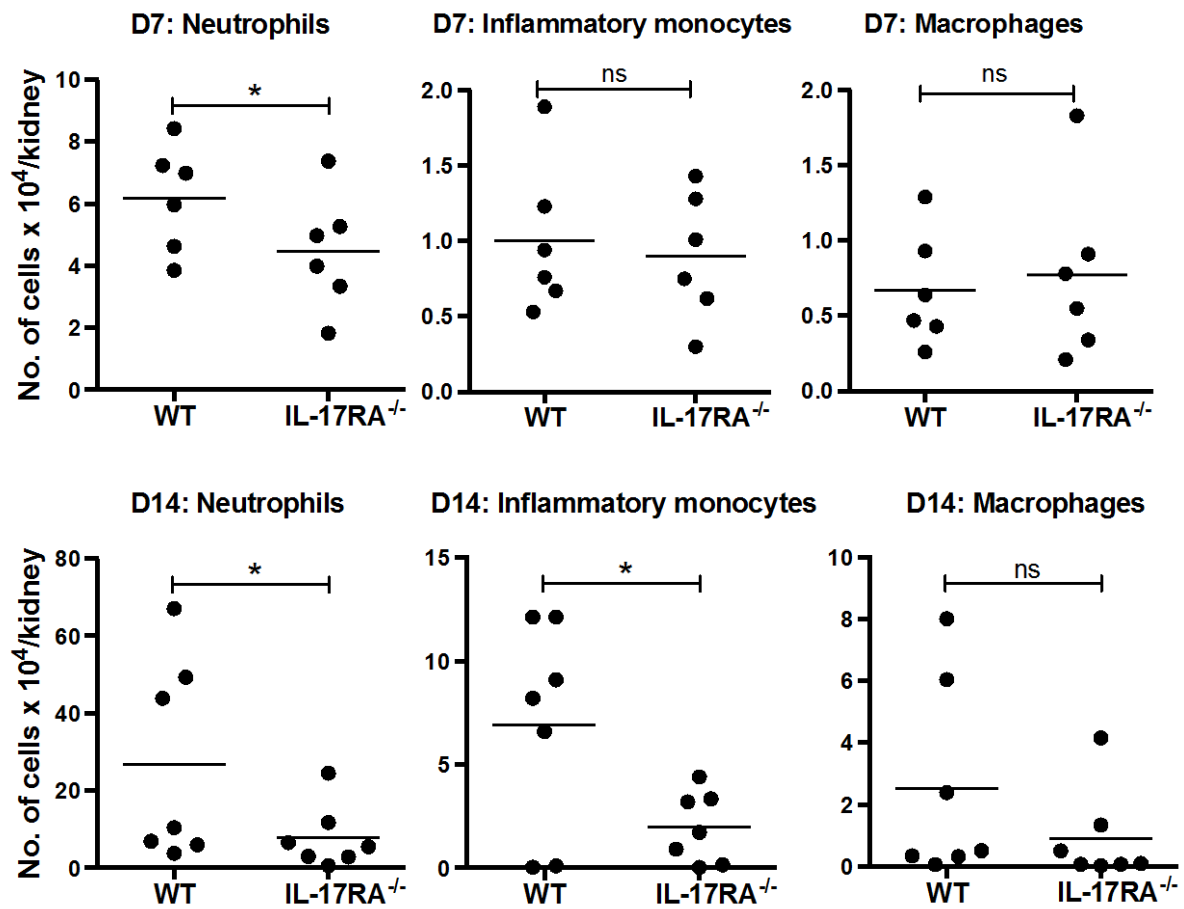 D7: Neutrophils
D7: Inflammatory monocytes
D7: Macrophages
No. of cells x 10⁴/kidney
10
8
6
4
2
0
*
WT
IL-17RA⁻/⁻
2.0
1.5
1.0
0.5
0.0
ns
WT
IL-17RA⁻/⁻
2.0
1.5
1.0
0.5
0.0
ns
WT
IL-17RA⁻/⁻
D14: Neutrophils
D14: Inflammatory monocytes
D14: Macrophages
No. of cells x 10⁴/kidney
80
60
40
20
0
*
WT
IL-17RA⁻/⁻
15
10
5
0
*
WT
IL-17RA⁻/⁻
10
8
6
4
2
0
ns
WT
IL-17RA⁻/⁻